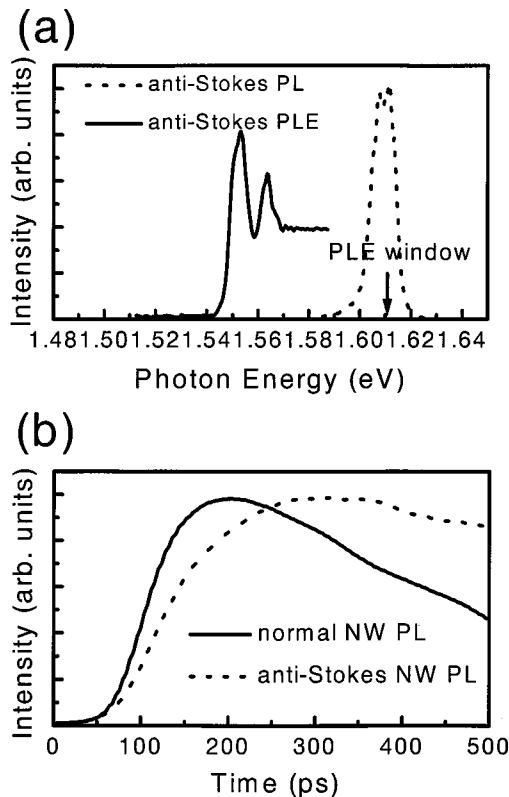 (a)
anti-Stokes PL
anti-Stokes PLE
PLE window
Intensity (arb. units)
1.48 1.50 1.52 1.54 1.56 1.58 1.60 1.62 1.64
Photon Energy (eV)
(b)
Intensity (arb. units)
normal NW PL
anti-Stokes NW PL
0 100 200 300 400 500
Time (ps)